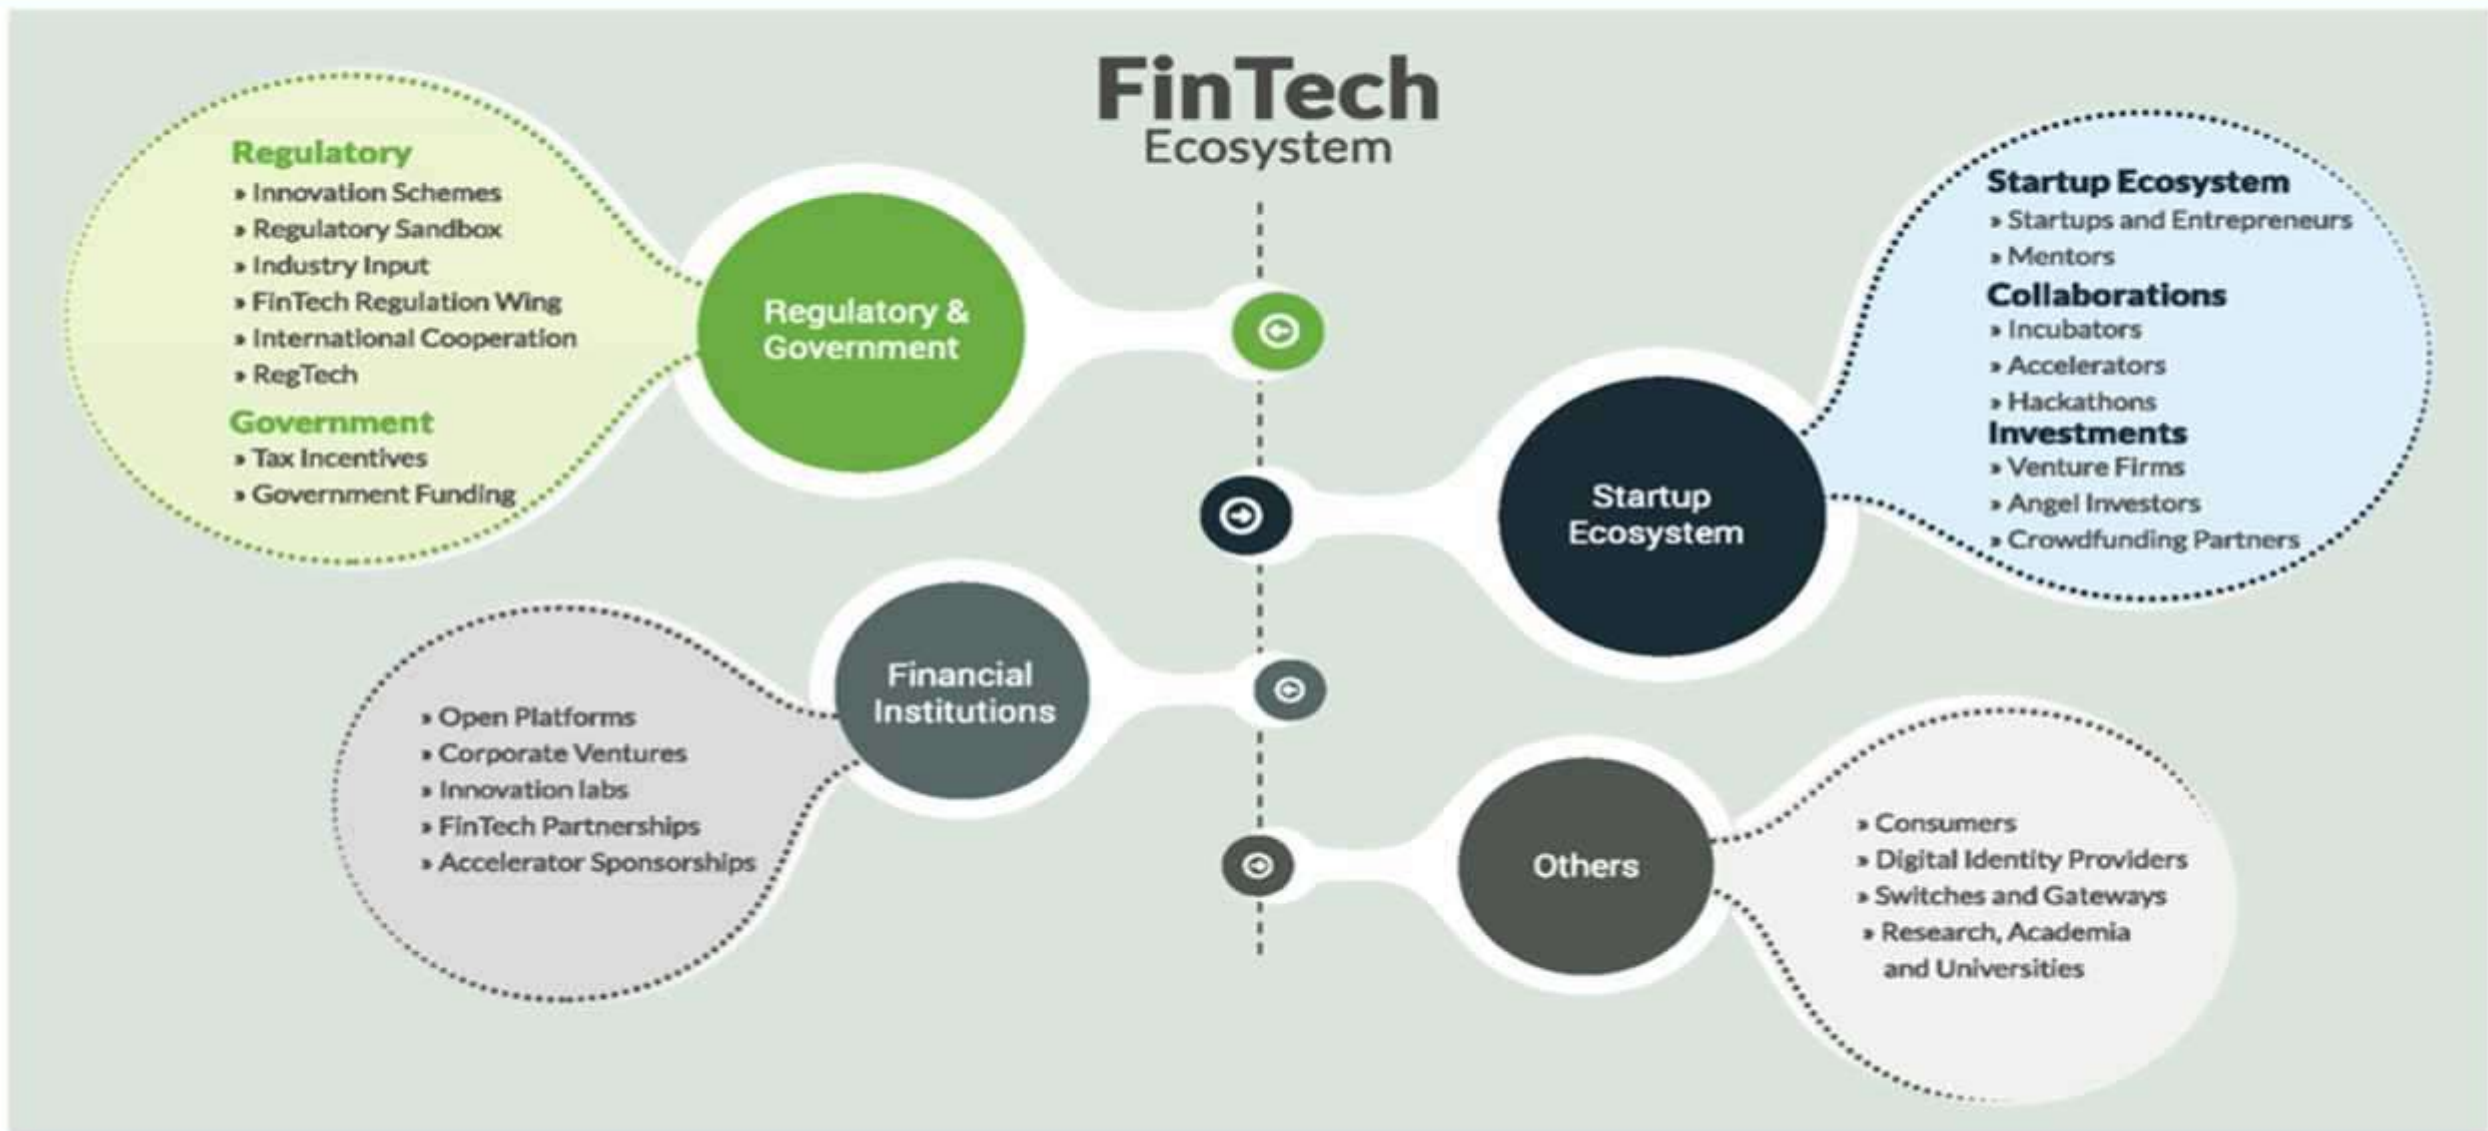 FinTech
Ecosystem
Regulatory
» Innovation Schemes
» Regulatory Sandbox
» Industry Input
» FinTech Regulation Wing
» International Cooperation
» RegTech
Government
» Tax Incentives
» Government Funding
Regulatory &
Government
Startup Ecosystem
» Startups and Entrepreneurs
» Mentors
Collaborations
» Incubators
» Accelerators
» Hackathons
Investments
» Venture Firms
» Angel Investors
» Crowdfunding Partners
Startup
Ecosystem
Financial
Institutions
» Open Platforms
» Corporate Ventures
» Innovation labs
» FinTech Partnerships
» Accelerator Sponsorships
Others
» Consumers
» Digital Identity Providers
» Switches and Gateways
» Research, Academia
and Universities